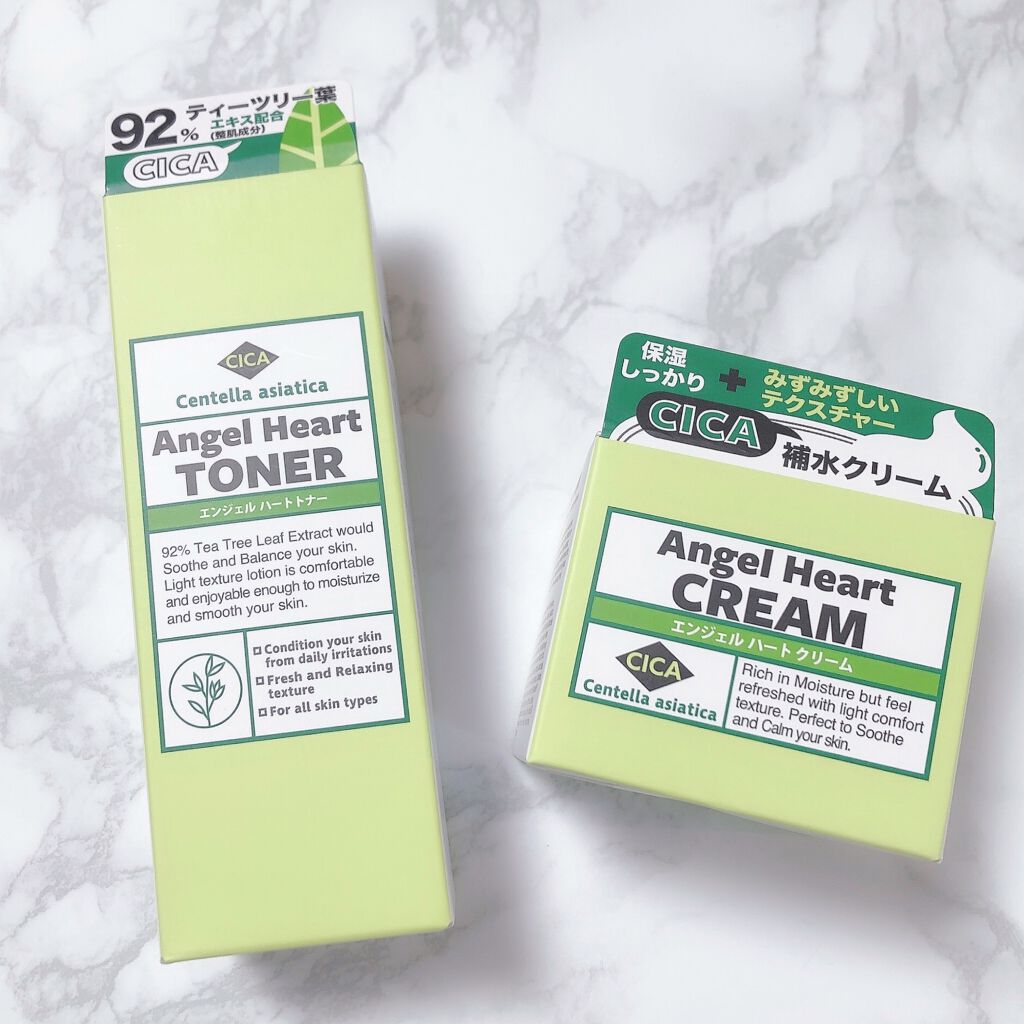 92%
ティーツリー葉
エキス配合
(整肌成分)
CICA
CICA
Centella asiatica
Angel Heart
TONER
エンジェル ハート トナー
92% Tea Tree Leaf Extract would
Soothe and Balance your skin.
Light texture lotion is comfortable
and enjoyable enough to moisturize
and smooth your skin.
Condition your skin
from daily irritations
Fresh and Relaxing
texture
For all skin types
保湿
しっかり
+
みずみずしい
テクスチャー
CICA
補水クリーム
Angel Heart
CREAM
エンジェル ハート クリーム
CICA
Centella asiatica
Rich in Moisture but feel
refreshed with light comfort
texture. Perfect to Soothe
and Calm your skin.